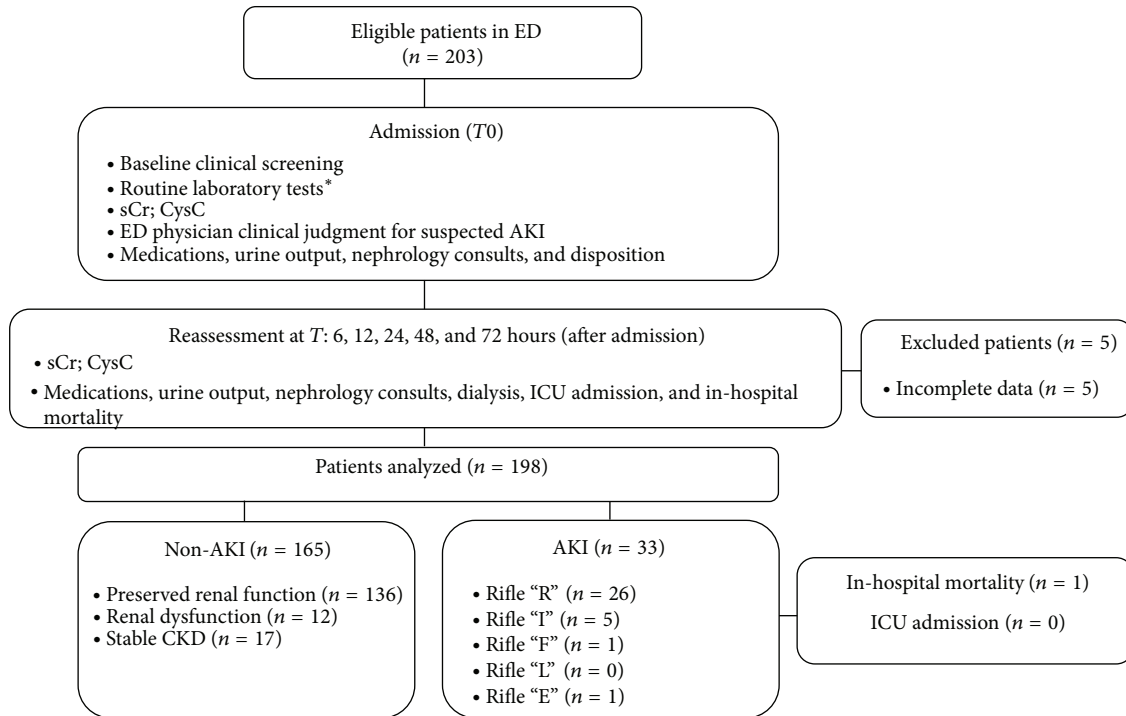 Eligible patients in ED
(n = 203)
Admission (T0)
• Baseline clinical screening
• Routine laboratory tests*
• sCr; CysC
• ED physician clinical judgment for suspected AKI
• Medications, urine output, nephrology consults, and disposition
Reassessment at T: 6, 12, 24, 48, and 72 hours (after admission)
• sCr; CysC
• Medications, urine output, nephrology consults, dialysis, ICU admission, and in-hospital
mortality
Excluded patients (n = 5)
• Incomplete data (n = 5)
Patients analyzed (n = 198)
Non-AKI (n = 165)
• Preserved renal function (n = 136)
• Renal dysfunction (n = 12)
• Stable CKD (n = 17)
AKI (n = 33)
• Rifle “R” (n = 26)
• Rifle “I” (n = 5)
• Rifle “F” (n = 1)
• Rifle “L” (n = 0)
• Rifle “E” (n = 1)
In-hospital mortality (n = 1)
ICU admission (n = 0)